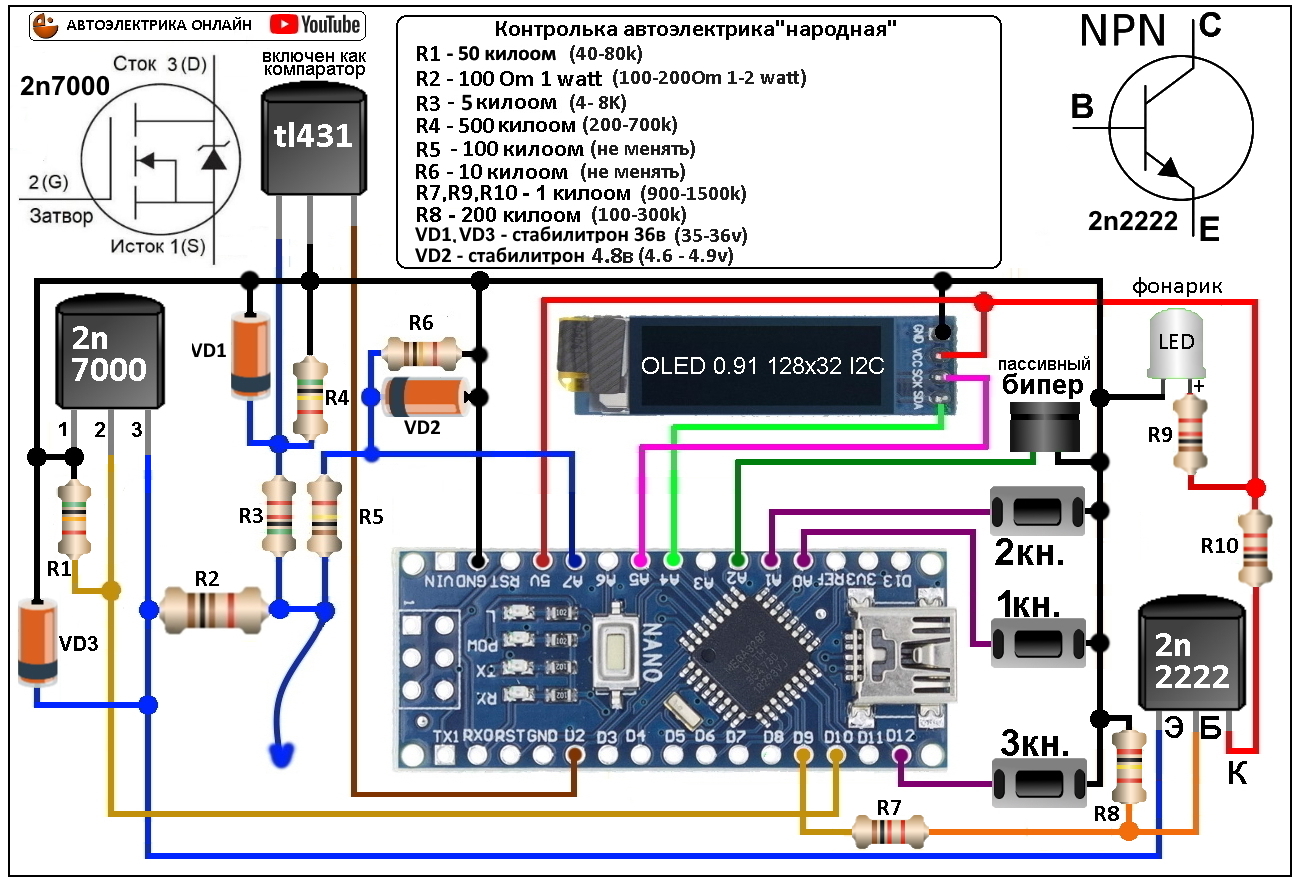 АВТОЭЛЕКТРИКА ОНЛАЙН YouTube
2n7000
Сток 3 (D)
2 (G)
Затвор
Исток 1(S)
включен как
компаратор
tl431
Контролька автоэлектрика"народная"
R1 - 50 килоом (40-80k)
R2 - 100 Om 1 watt (100-200Om 1-2 watt)
R3 - 5 килоом (4- 8K)
R4 - 500 килоом (200-700k)
R5 - 100 килоом (не менять)
R6 - 10 килоом (не менять)
R7,R9,R10 - 1 килоом (900-1500k)
R8 - 200 килоом (100-300k)
VD1,VD3 - стабилитрон 36в (35-36v)
VD2 - стабилитрон 4.8в (4.6 - 4.9v)
NPN
C
B
2n2222
E
2n
7000
1 2 3
VD1
R4
R6
VD2
OLED 0.91 128x32 I2C
GND VCC SCK SDA
фонарик
LED
+
пассивный
бипер
R9
R1
R3
R5
R2
VD3
R10
2кн.
1кн.
3кн.
VIN GND RST 5V A7 A6 A5 A4 A3 A2 A1 A0 REF 3V3 D13
1
L
POW
TX
RX
102
102
102
102
NANO
TX1 RX0 RST GND D2 D3 D4 D5 D6 D7 D8 D9 D10 D11 D12
2n
2222
Э Б
К
R7
R8